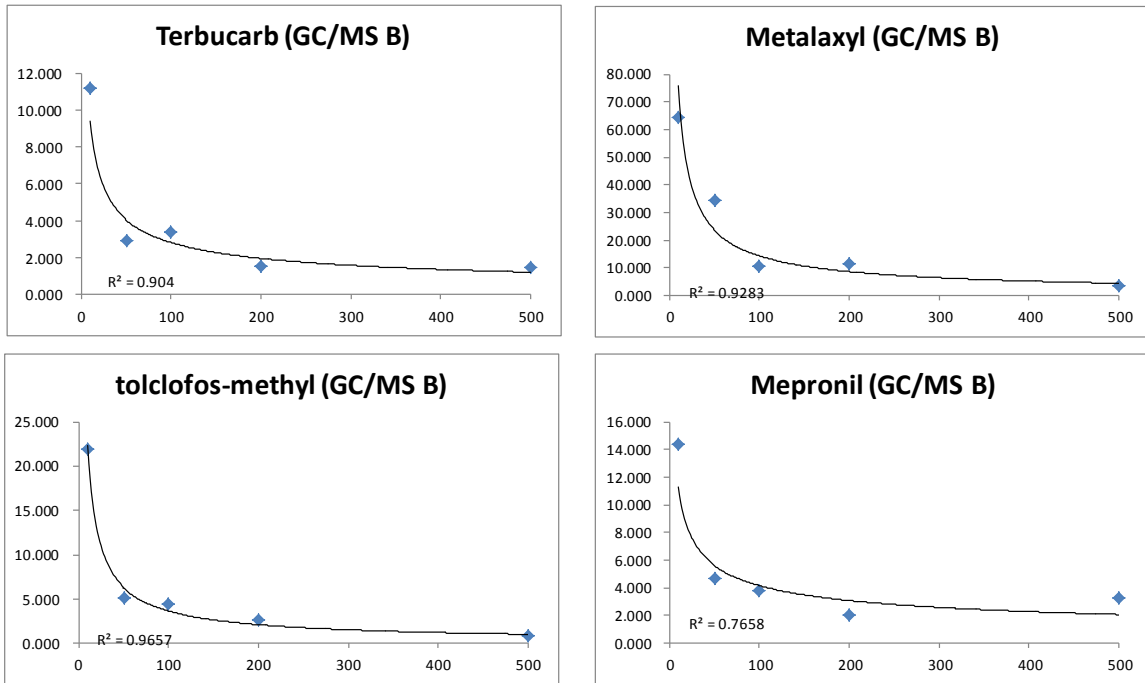 Terbucarb (GC/MS B)
12.000
10.000
8.000
6.000
4.000
2.000
0.000
R² = 0.904
0 100 200 300 400 500
Metalaxyl (GC/MS B)
80.000
70.000
60.000
50.000
40.000
30.000
20.000
10.000
0.000
R² = 0.9283
0 100 200 300 400 500
tolclofos-methyl (GC/MS B)
25.000
20.000
15.000
10.000
5.000
0.000
R² = 0.9657
0 100 200 300 400 500
Mepronil (GC/MS B)
16.000
14.000
12.000
10.000
8.000
6.000
4.000
2.000
0.000
R² = 0.7658
0 100 200 300 400 500